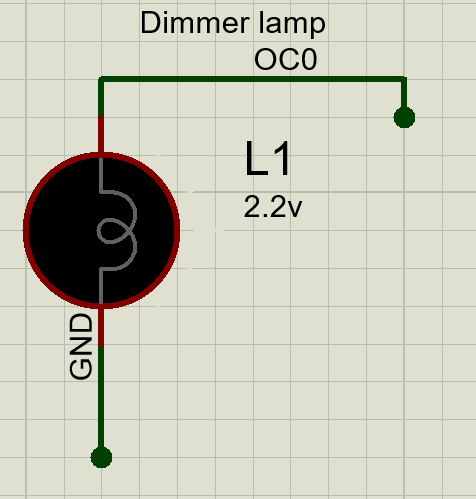 Dimmer lamp
OC0
L1
2.2v
GND